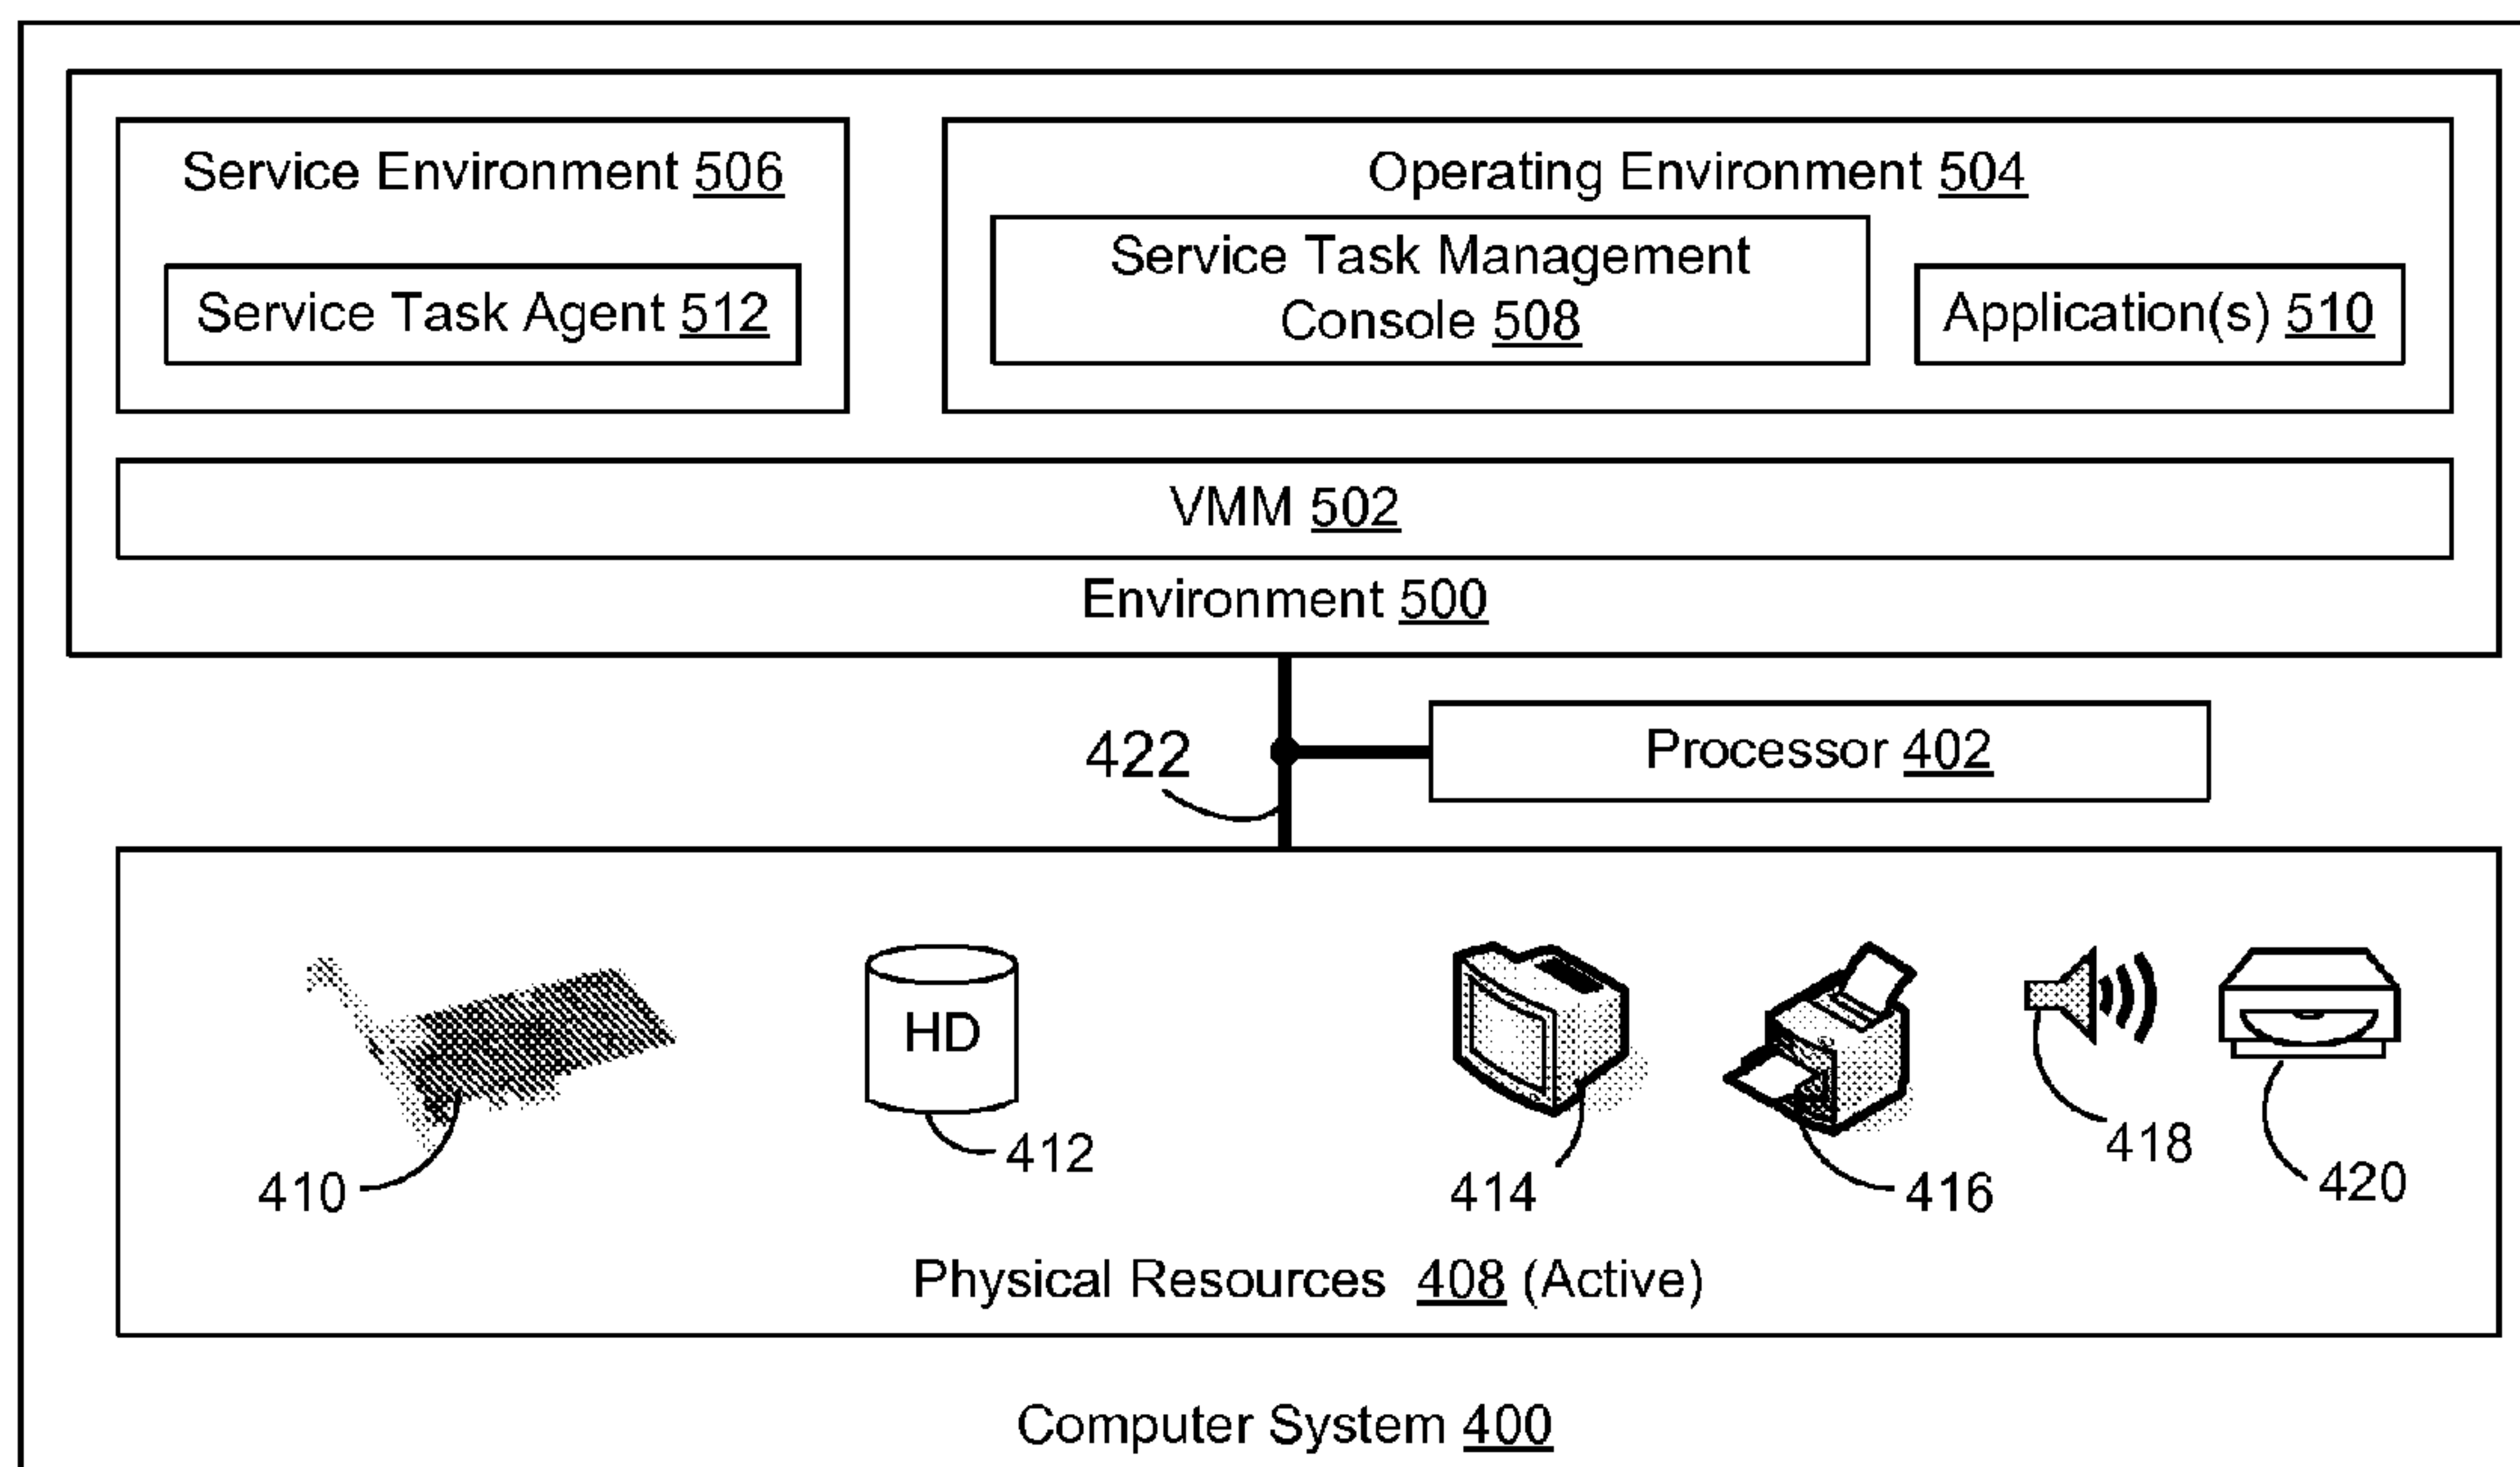 Service Environment 506
Operating Environment 504
Service Task Agent 512
Service Task Management
Console 508
Application(s) 510
VMM 502
Environment 500
422
Processor 402
HD
410
412
414
416
418
420
Physical Resources 408 (Active)
Computer System 400